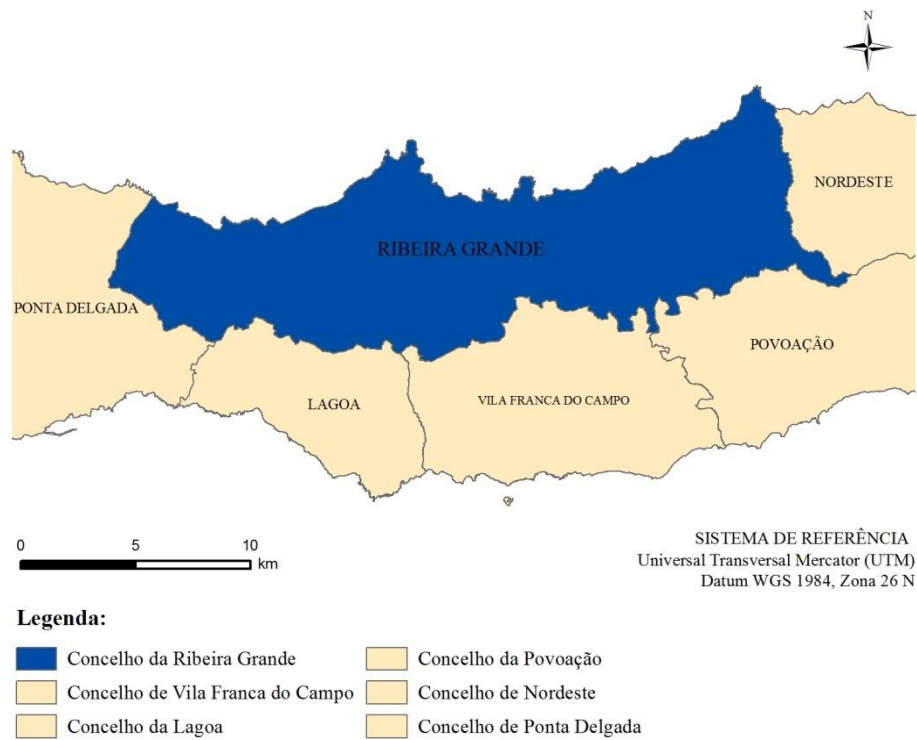 N
NORDESTE
RIBEIRA GRANDE
PONTA DELGADA
POVOAÇÃO
LAGOA
VILA FRANCA DO CAMPO
0 5 10
km
SISTEMA DE REFERÊNCIA
Universal Transversal Mercator (UTM)
Datum WGS 1984, Zona 26 N
Legenda:
Concelho da Ribeira Grande
Concelho de Vila Franca do Campo
Concelho da Lagoa
Concelho da Povoação
Concelho de Nordeste
Concelho de Ponta Delgada